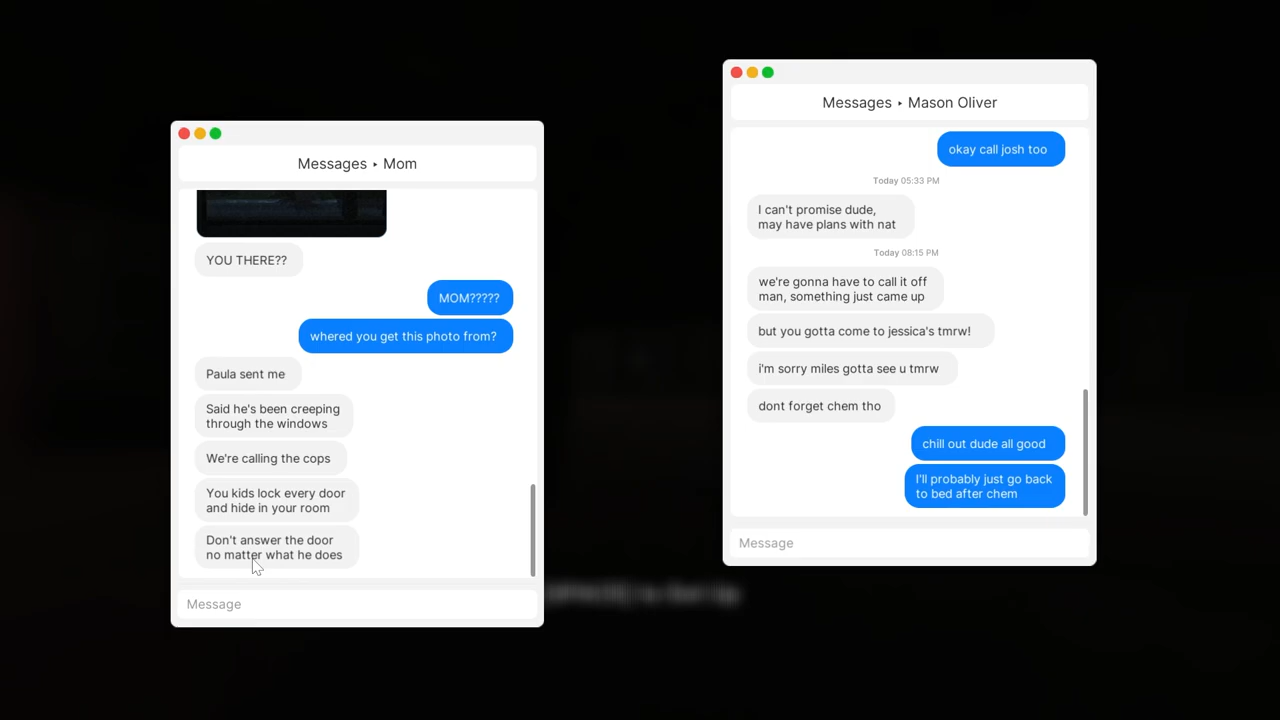 Messages ‣ Mom
YOU THERE??
MOM?????
whered you get this photo from?
Paula sent me
Said he's been creeping
through the windows
We're calling the cops
You kids lock every door
and hide in your room
Don't answer the door
no matter what he does
Message
Messages ‣ Mason Oliver
okay call josh too
Today 05:33 PM
I can't promise dude,
may have plans with nat
Today 08:15 PM
we're gonna have to call it off
man, something just came up
but you gotta come to jessica's tmrw!
i'm sorry miles gotta see u tmrw
dont forget chem tho
chill out dude all good
I'll probably just go back
to bed after chem
Message